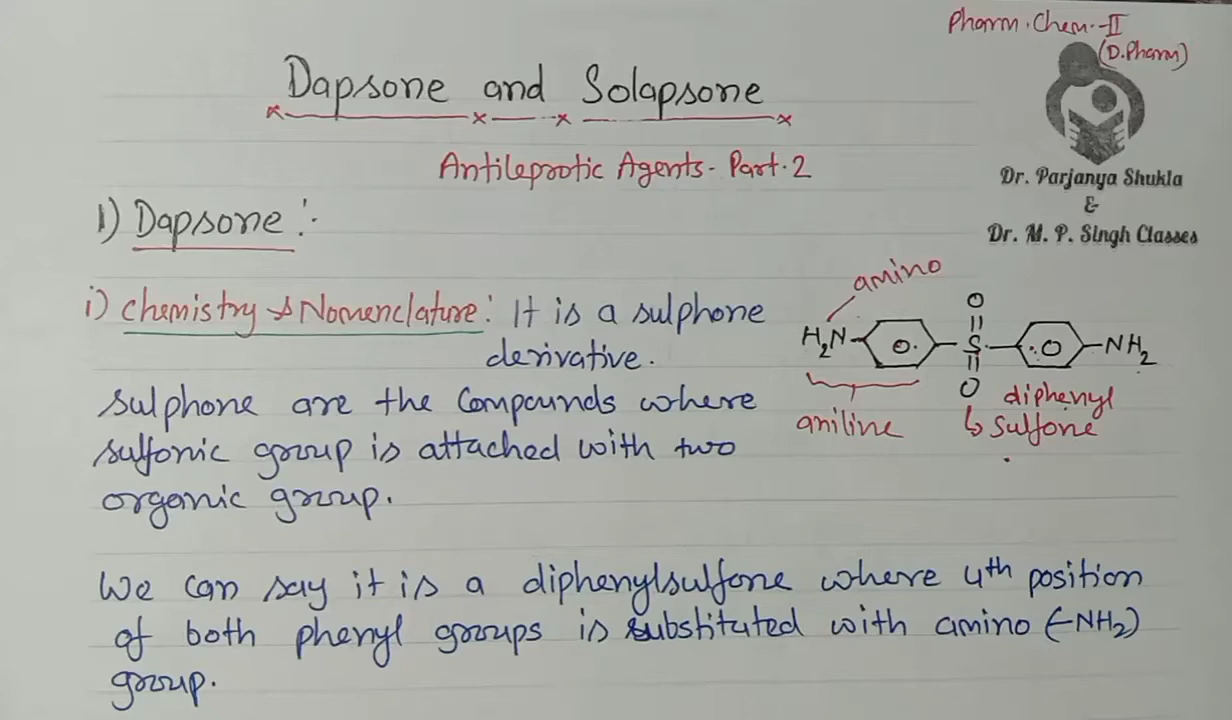 Pharm. Chem.-II
(D.Pharm)
Dapsone and Solapsone
Antileprotic Agents- Part.2
Dr. Parjanya Shukla
&
Dr. M. P. Singh Classes
1) Dapsone:-
i) Chemistry & Nomenclature: It is a sulphone
derivative.
amino
H2N- -S- -NH2
O
O
aniline
diphenyl
sulfone
Sulphone are the Compounds where
sulfonic group is attached with two
organic group.
We can say it is a diphenylsulfone where 4th position
of both phenyl groups is substituted with amino (-NH2)
group.